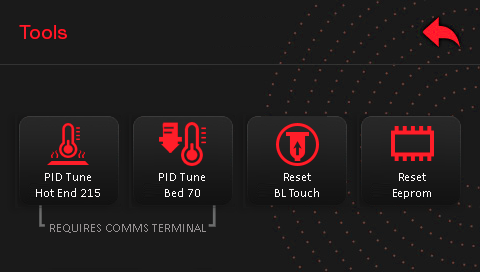 Tools
PID Tune
Hot End 215
PID Tune
Bed 70
Reset
BL Touch
Reset
Eeprom
REQUIRES COMMS TERMINAL